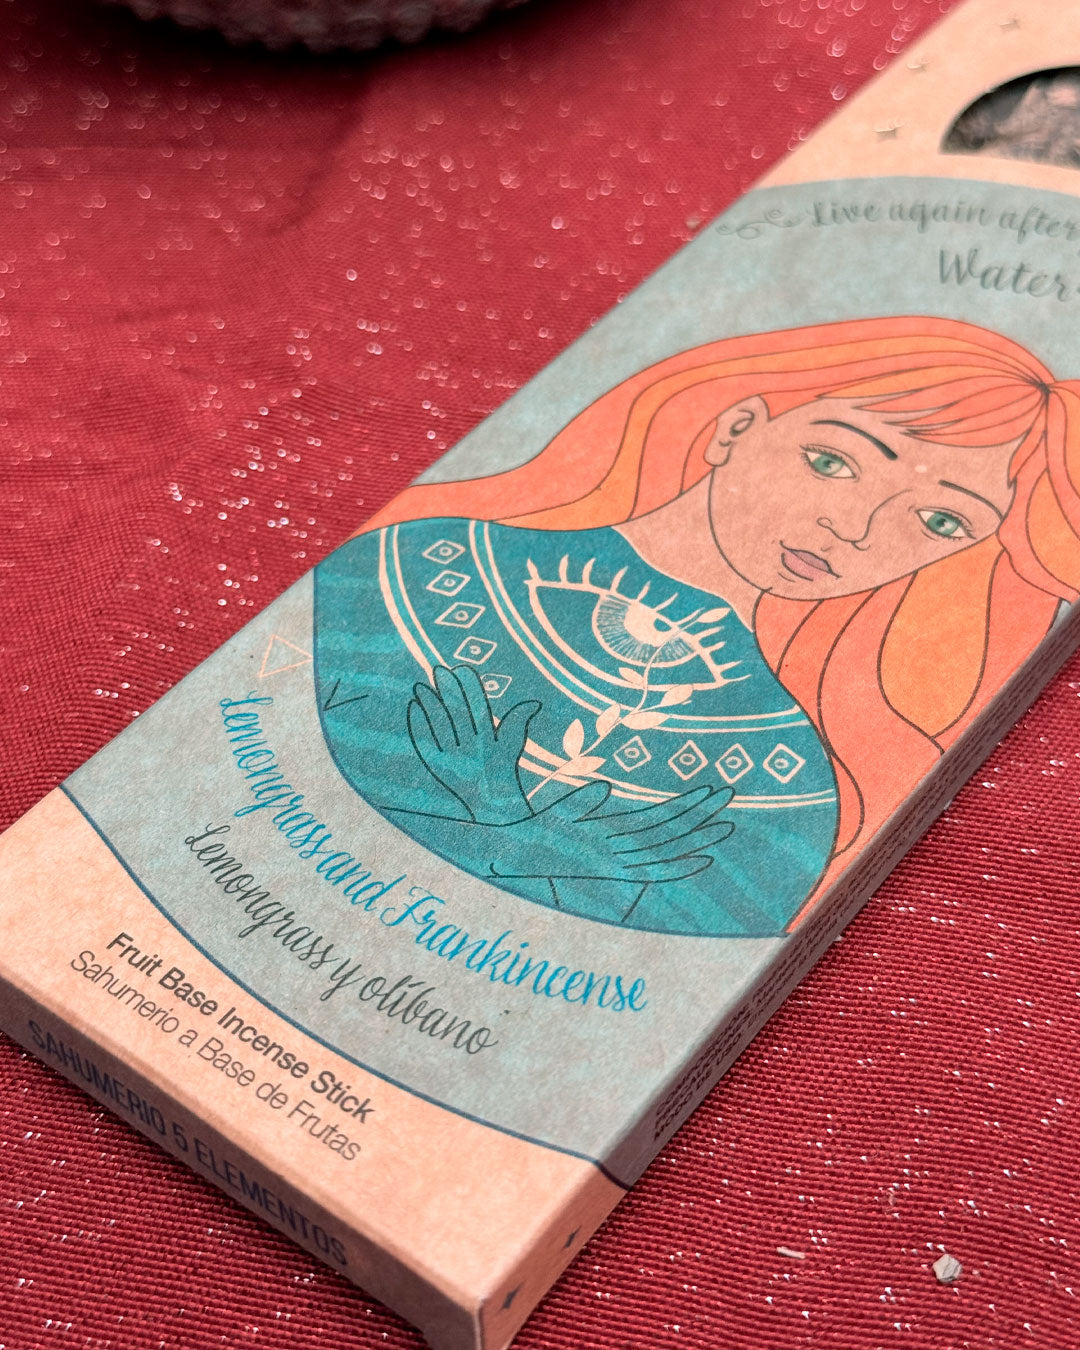 Live again after
Water
Lemongrass and Frankincense
Lemongrass y olíbano
Fruit Base Incense Stick
Sahumerio a Base de Frutas
SAHUMERIO 5 ELEMENTOS